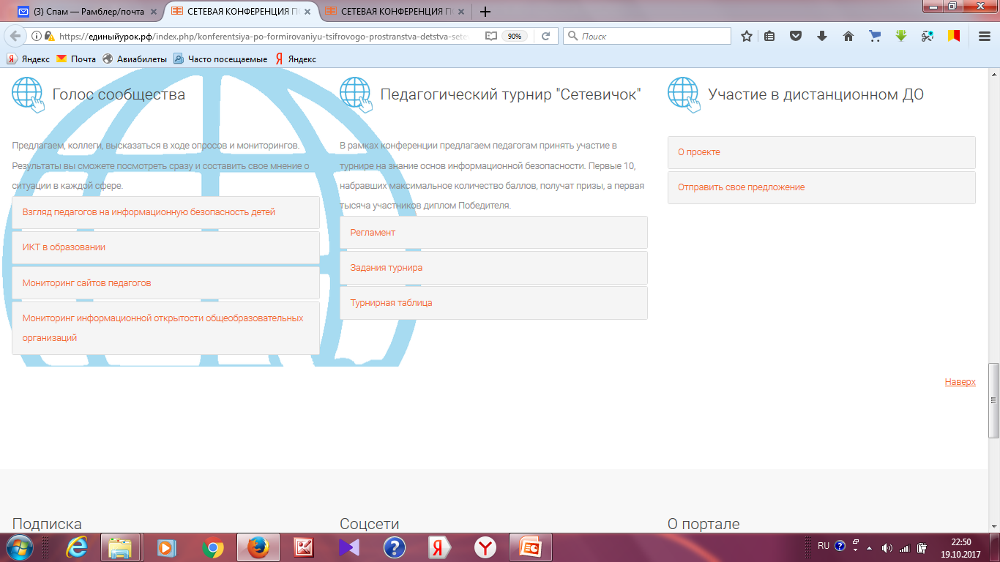 (3) Спам — Рамблер/почта
СЕТЕВАЯ КОНФЕРЕНЦИЯ П
СЕТЕВАЯ КОНФЕРЕНЦИЯ П
https://единыйурок.рф/index.php/konferentsiya-po-formirovaniyu-tsifrovogo-prostranstva-detstva-sete
90%
Поиск
Яндекс
Почта
Авиабилеты
Часто посещаемые
Яндекс
Голос сообщества
Предлагаем, коллеги, высказаться в ходе опросов и мониторингов.
Результаты вы сможете посмотреть сразу и составить свое мнение о
ситуации в каждой сфере.
Взгляд педагогов на информационную безопасность детей
ИКТ в образовании
Мониторинг сайтов педагогов
Мониторинг информационной открытости общеобразовательных
организаций
Педагогический турнир "Сетевичок"
В рамках конференции предлагаем педагогам принять участие в
турнире на знание основ информационной безопасности. Первые 10,
набравших максимальное количество баллов, получат призы, а первая
тысяча участников диплом Победителя.
Регламент
Задания турнира
Турнирная таблица
Участие в дистанционном ДО
О проекте
Отправить свое предложение
Наверх
Подписка
Соцсети
О портале
RU
22:50
19.10.2017